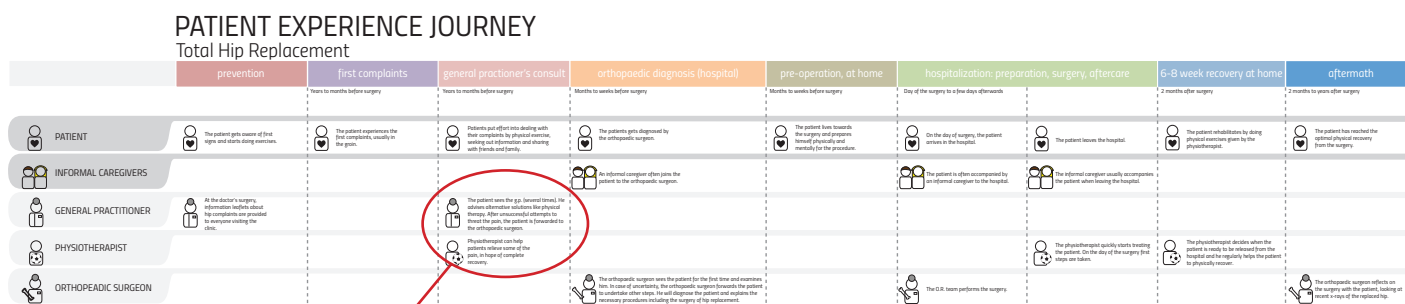 PATIENT EXPERIENCE JOURNEY
Total Hip Replacement
prevention
first complaints
general practioner's consult
orthopaedic diagnosis (hospital)
pre-operation, at home
hospitalization: preparation, surgery, aftercare
6-8 week recovery at home
aftermath
Years to months before surgery
Years to months before surgery
Months to weeks before surgery
Months to weeks before surgery
Day of the surgery to a few days afterwards
2 months after surgery
2 months to years after surgery
PATIENT
The patient gets aware of first
signs and starts doing exercises.
The patient experiences the
first complaints, usually in
the groin.
Patients put effort into dealing with
their complaints by physical exercise,
seeking out information and sharing
with friends and family.
The patients gets diagnosed by
the orthopaedic surgeon.
The patient lives towards
the surgery and prepares
himself physically and
mentally for the procedure.
On the day of surgery, the patient
arrives in the hospital.
The patient leaves the hospital.
The patient rehabilitates by doing
physical exercises given by the
physiotherapist.
The patient has reached the
optimal physical recovery
from the surgery.
INFORMAL CAREGIVERS
An informal caregiver often joins the
patient to the orthopaedic surgeon.
The patient is often accompanied by
an informal caregiver to the hospital.
The informal caregiver usually accompanies
the patient when leaving the hospital.
GENERAL PRACTITIONER
At the doctor's surgery,
information leaflets about
hip complaints are provided
to everyone visiting the
clinic.
The patient sees the g.p. (several times). He
advises alternative solutions like physical
therapy. After unsuccessful attempts to
threat the pain, the patient is forwarded to
the orthopaedic surgeon.
PHYSIOTHERAPIST
Physiotherapist can help
patients relieve some of the
pain, in hope of complete
recovery.
The physiotherapist quickly starts treating
the patient. On the day of the surgery first
steps are taken.
The physiotherapist decides when the
patient is ready to be released from the
hospital and he regularly helps the patient
to physically recover.
ORTHOPEADIC SURGEON
The orthopaedic surgeon sees the patient for the first time and examines
him. In case of uncertainty, the orthopaedic surgeon forwards the patient
to undertake other steps. He will diagnose the patient and explains the
necessary procedures including the surgery of hip replacement.
The O.R. team performs the surgery.
The orthopaedic surgeon reflects on
the surgery with the patient, looking at
recent x-rays of the replaced hip.